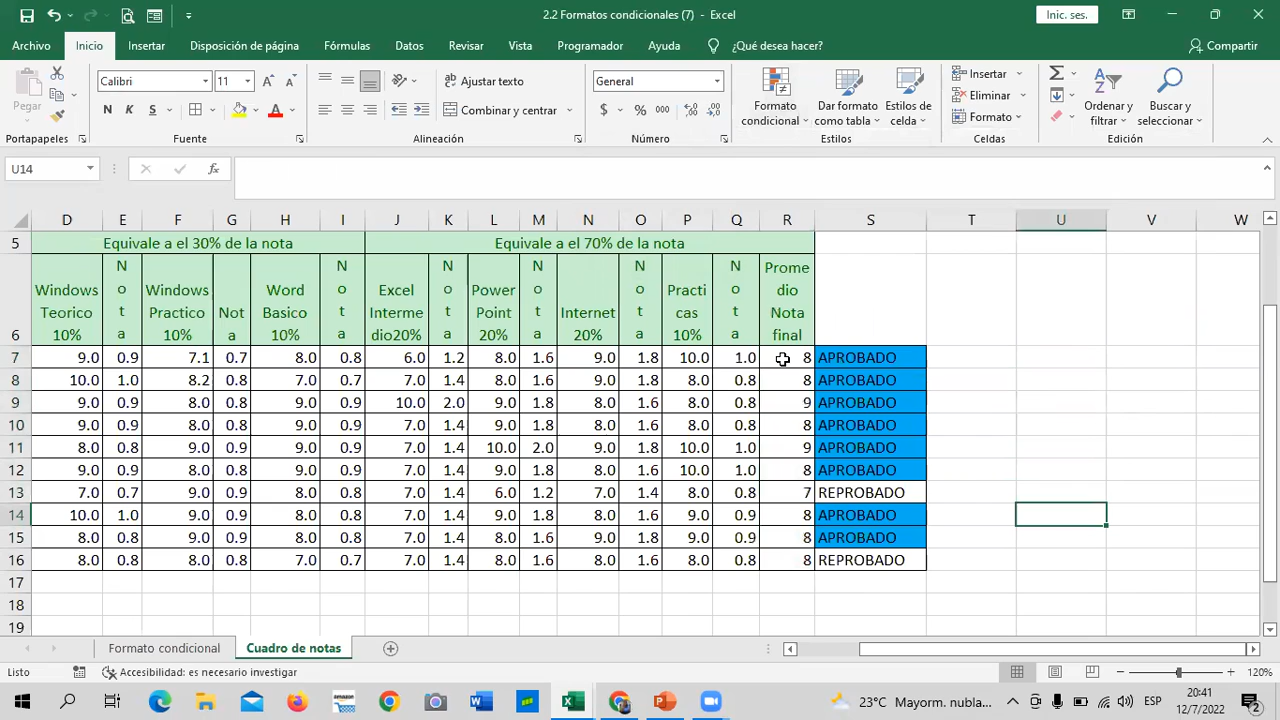 2.2 Formatos condicionales (7) - Excel
Inic. ses.
Archivo Inicio Insertar Disposición de página Fórmulas Datos Revisar Vista Programador Ayuda ¿Qué desea hacer? Compartir
Pegar
Calibri 11
N K S
Ajustar texto
Combinar y centrar
General
$ % 000
Formato condicional
Dar formato como tabla
Estilos de celda
Insertar
Eliminar
Formato
Ordenar y filtrar
Buscar y seleccionar
Portapapeles Fuente Alineación Número Estilos Celdas Edición
U14
D E F G H I J K L M N O P Q R S T U V W
5 Equivale a el 30% de la nota Equivale a el 70% de la nota
6 Windows Teorico 10% Nota Windows Practico 10% Nota Word Basico 10% Nota Excel Intermedio20% Nota Power Point 20% Nota Internet 20% Nota Practicas 10% Nota Promedio Nota final
7 9.0 0.9 7.1 0.7 8.0 0.8 6.0 1.2 8.0 1.6 9.0 1.8 10.0 1.0 8 APROBADO
8 10.0 1.0 8.2 0.8 7.0 0.7 7.0 1.4 8.0 1.6 9.0 1.8 8.0 0.8 8 APROBADO
9 9.0 0.9 8.0 0.8 9.0 0.9 10.0 2.0 9.0 1.8 8.0 1.6 8.0 0.8 9 APROBADO
10 9.0 0.9 8.0 0.8 9.0 0.9 7.0 1.4 9.0 1.8 8.0 1.6 8.0 0.8 8 APROBADO
11 8.0 0.8 9.0 0.9 9.0 0.9 7.0 1.4 10.0 2.0 9.0 1.8 10.0 1.0 9 APROBADO
12 9.0 0.9 8.0 0.8 9.0 0.9 7.0 1.4 9.0 1.8 8.0 1.6 10.0 1.0 8 APROBADO
13 7.0 0.7 9.0 0.9 8.0 0.8 7.0 1.4 6.0 1.2 7.0 1.4 8.0 0.8 7 REPROBADO
14 10.0 1.0 9.0 0.9 8.0 0.8 7.0 1.4 9.0 1.8 8.0 1.6 9.0 0.9 8 APROBADO
15 8.0 0.8 9.0 0.9 8.0 0.8 7.0 1.4 8.0 1.6 9.0 1.8 9.0 0.9 8 APROBADO
16 8.0 0.8 8.0 0.8 7.0 0.7 7.0 1.4 8.0 1.6 8.0 1.6 8.0 0.8 8 REPROBADO
17
18
19
Formato condicional Cuadro de notas
Listo Accesibilidad: es necesario investigar 120%
amazon 23°C Mayorm. nubla... ESP 20:41
12/7/2022 2